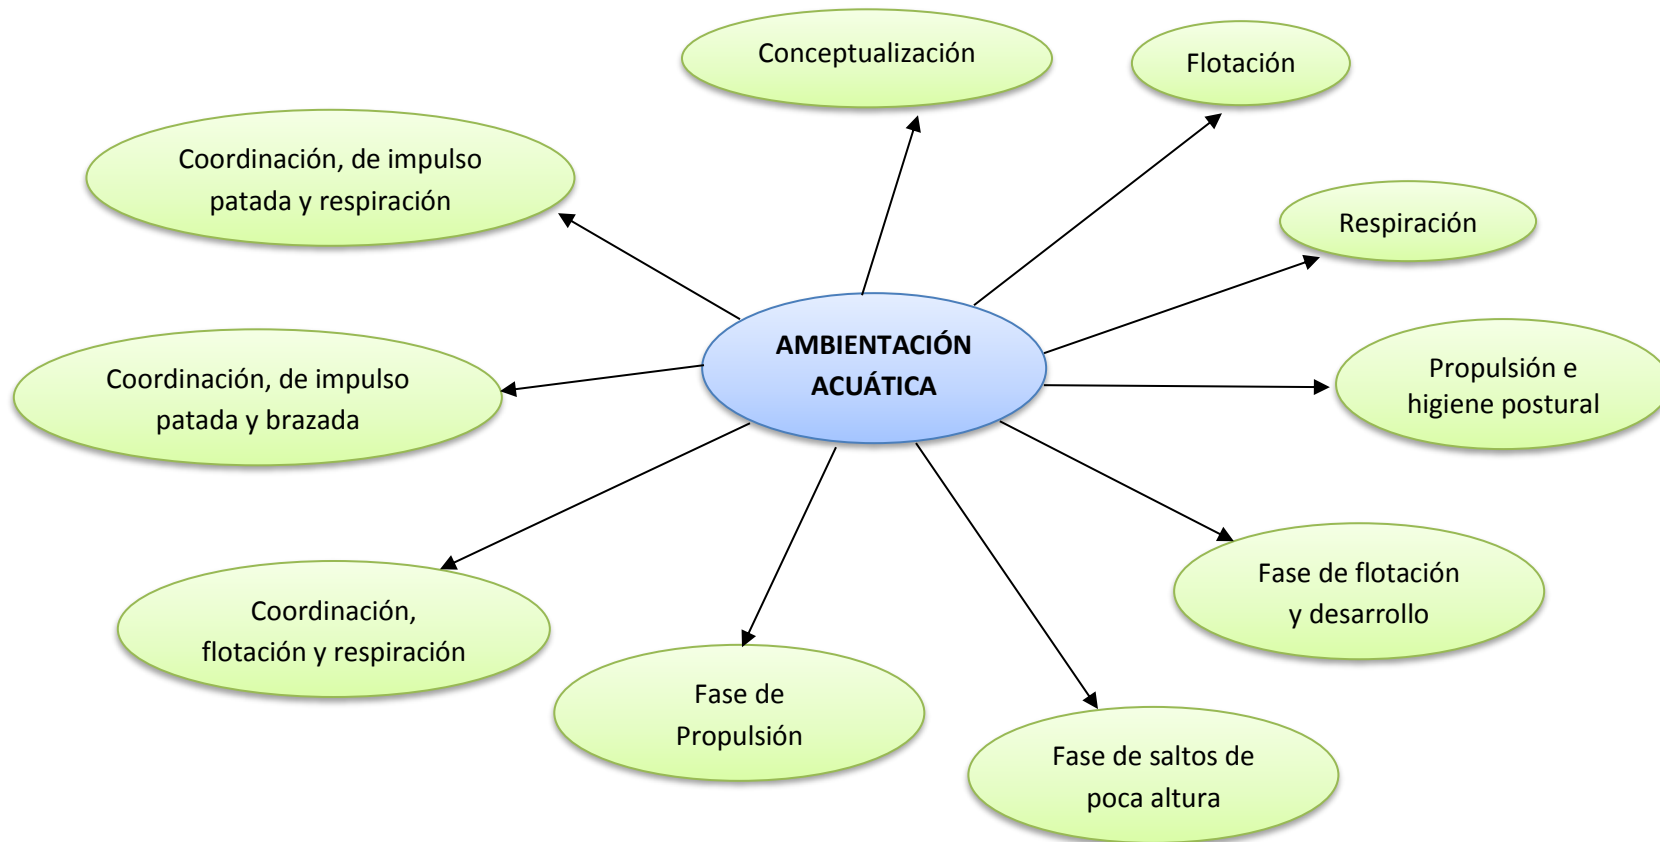 Conceptualización
Flotación
Coordinación, de impulso
patada y respiración
Respiración
AMBIENTACIÓN
ACUÁTICA
Propulsión e
higiene postural
Coordinación, de impulso
patada y brazada
Fase de flotación
y desarrollo
Coordinación,
flotación y respiración
Fase de
Propulsión
Fase de saltos de
poca altura